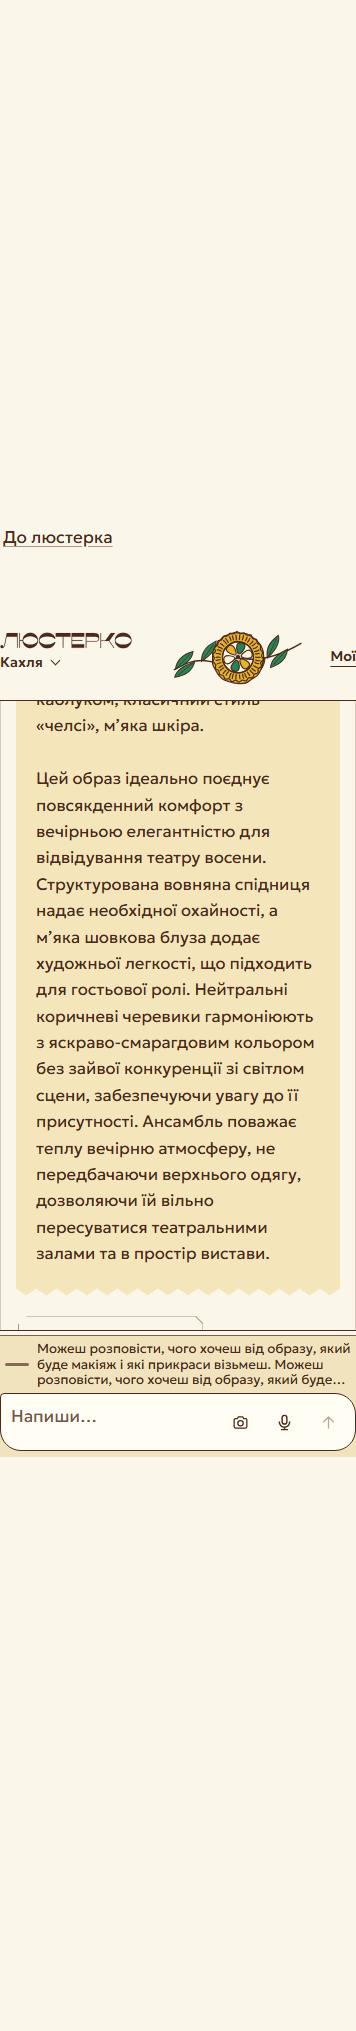 До люстерка
ЛЮСТЕРКО
Кахля
Мої
каблуком, класичний стиль
«челсі», м’яка шкіра.
Цей образ ідеально поєднує
повсякденний комфорт з
вечірньою елегантністю для
відвідування театру восени.
Структурована вовняна спідниця
надає необхідної охайності, а
м’яка шовкова блуза додає
художньої легкості, що підходить
для гостьової ролі. Нейтральні
коричневі черевики гармоніюють
з яскраво-смарагдовим кольором
без зайвої конкуренції зі світлом
сцени, забезпечуючи увагу до її
присутності. Ансамбль поважає
теплу вечірню атмосферу, не
передбачаючи верхнього одягу,
дозволяючи їй вільно
пересуватися театральними
залами та в простір вистави.
Можеш розповісти, чого хочеш від образу, який
буде макіяж і які прикраси візьмеш. Можеш
розповісти, чого хочеш від образу, який буде…
Напиши…